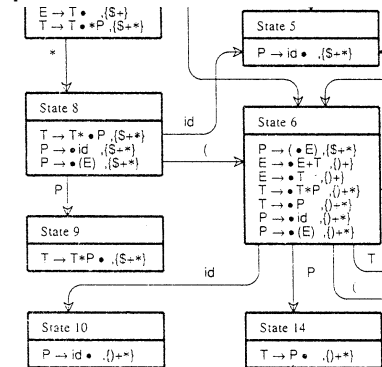 E → T • ,{$+}
T → T • *P ,{$+*}
*
State 5
P → id • ,{$+*}
State 8
T → T* • P ,{$+*}
P → • id ,{$+*}
P → • (E) ,{$+*}
id
(
State 6
P → ( • E) ,{$+*}
E → • E+T ,{)+}
E → • T ,{)+}
T → • T*P ,{)+*}
T → • P ,{)+*}
P → • id ,{)+*}
P → • (E) ,{)+*}
P
State 9
T → T*P • ,{$+*}
id
P
T
(
State 10
P → id • ,{)+*}
State 14
T → P • ,{)+*}